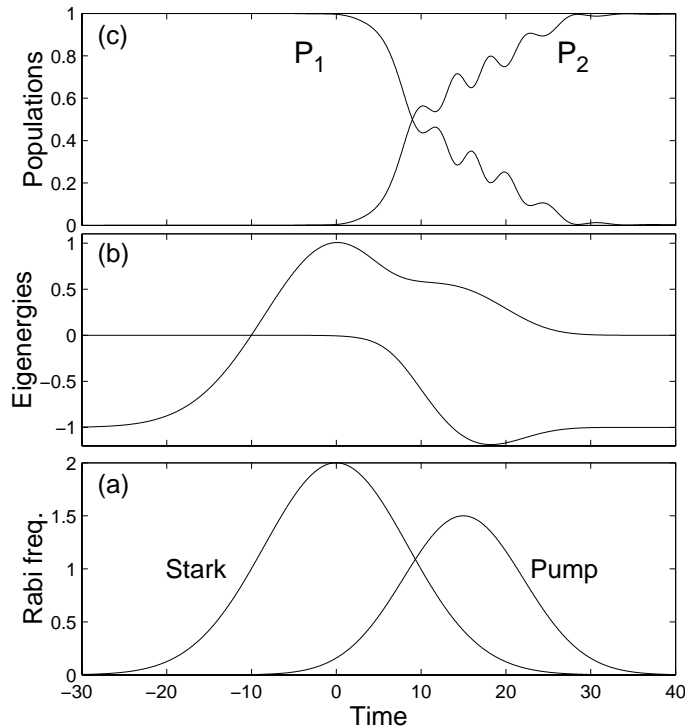 (c)
P1
P2
Populations
1
0.8
0.6
0.4
0.2
0
(b)
Eigenenergies
1
0.5
0
−0.5
−1
(a)
Stark
Pump
Rabi freq.
2
1.5
1
0.5
0
−30 −20 −10 0 10 20 30 40
Time